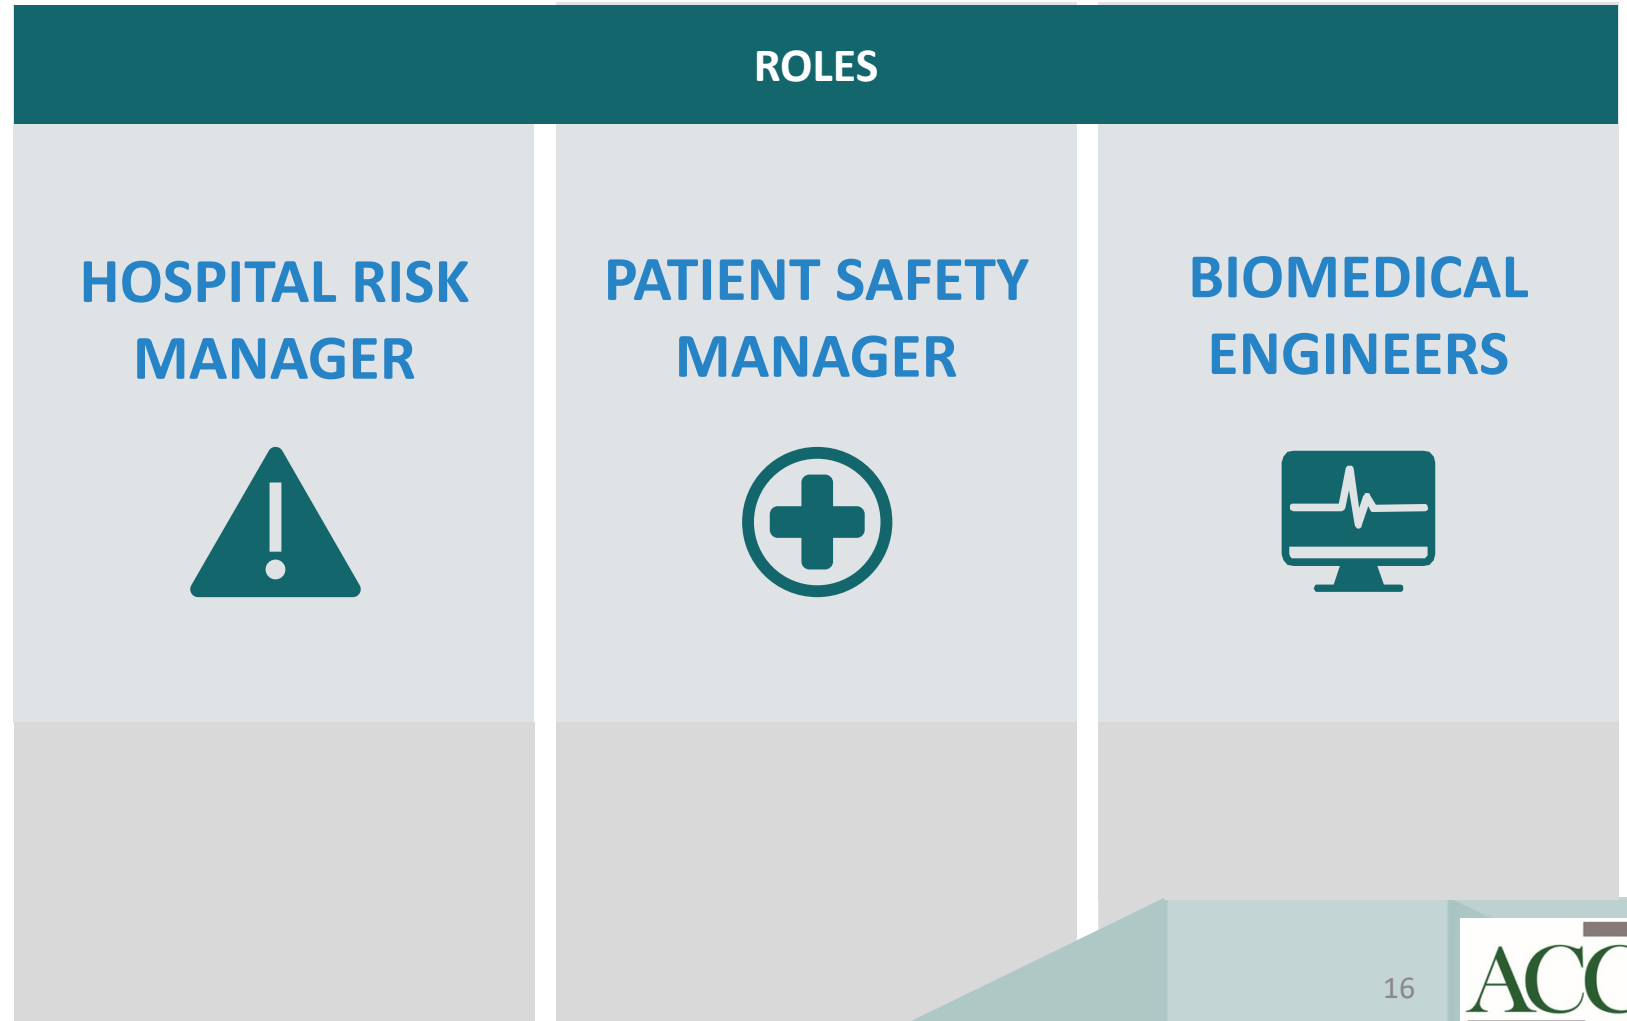 ROLES
HOSPITAL RISK
MANAGER
PATIENT SAFETY
MANAGER
BIOMEDICAL
ENGINEERS
16